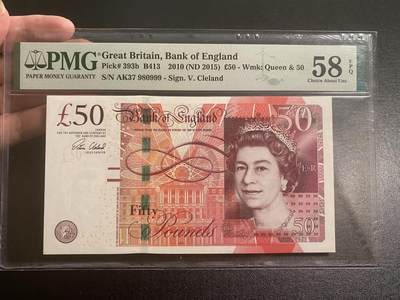 PMG
PAPER MONEY GUARANTY
Great Britain, Bank of England
Pick# 393b B413 2010 (ND 2015) £50 - Wmk: Queen & 50
S/N AK37 980999 - Sign. V. Cleland
58 EPQ
Choice About Unc
£50
Bank of England
50
Fifty
Pounds
50